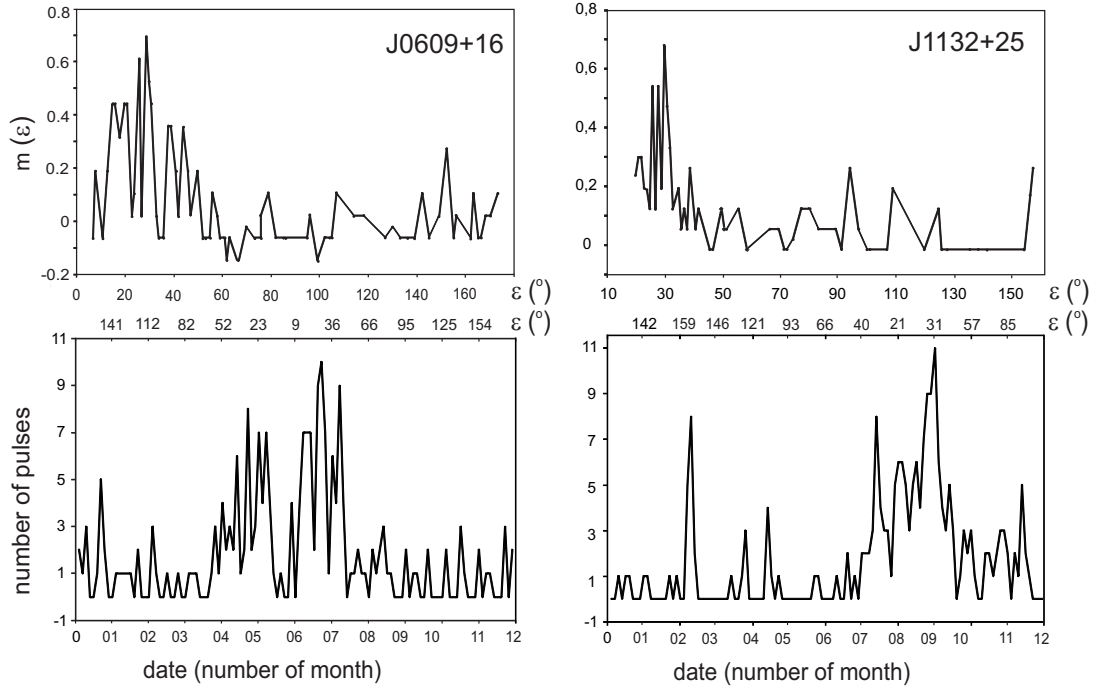 0.8
0.6
0.4
0.2
0
-0.2
m (ε)
J0609+16
0 20 40 60 80 100 120 140 160 ε (°)
0,8
0,6
0,4
0,2
0
J1132+25
10 30 50 70 90 110 130 150 ε (°)
141 112 82 52 23 9 36 66 95 125 154 ε (°)
11
9
7
5
3
1
-1
number of pulses
0 01 02 03 04 05 06 07 08 09 10 11 12
date (number of month)
142 159 146 121 93 66 40 21 31 57 85 ε (°)
11
9
7
5
3
1
-1
0 01 02 03 04 05 06 07 08 09 10 11 12
date (number of month)